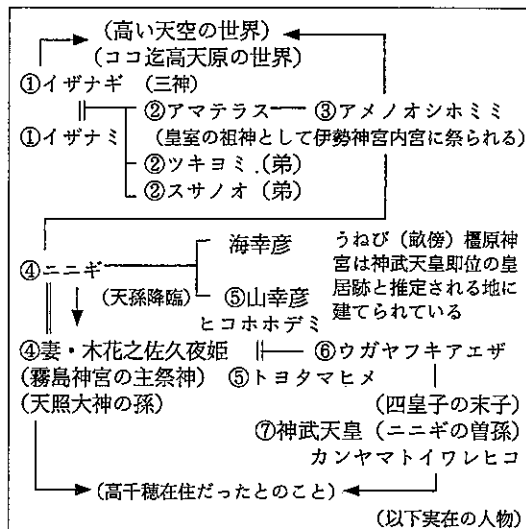 (高い天空の世界)
(ココ迄高天原の世界)
①イザナギ (三神)
②アマテラス ③アメノオシホミミ
①イザナミ (皇室の祖神として伊勢神宮内宮に祭られる)
②ツキヨミ.(弟)
②スサノオ (弟)
海幸彦
④ニニギ
(天孫降臨)
⑤山幸彦
ヒコホホデミ
うねび(畝傍)橿原神
宮は神武天皇即位の皇
居跡と推定される地に
建てられている
④妻・木花之佐久夜姫
⑥ウガヤフキアエザ
(霧島神宮の主祭神)
⑤トヨタマヒメ
(天照大神の孫)
(四皇子の末子)
⑦神武天皇(ニニギの曽孫)
カンヤマトイワレヒコ
(高千穂在住だったとのこと)
(以下実在の人物)